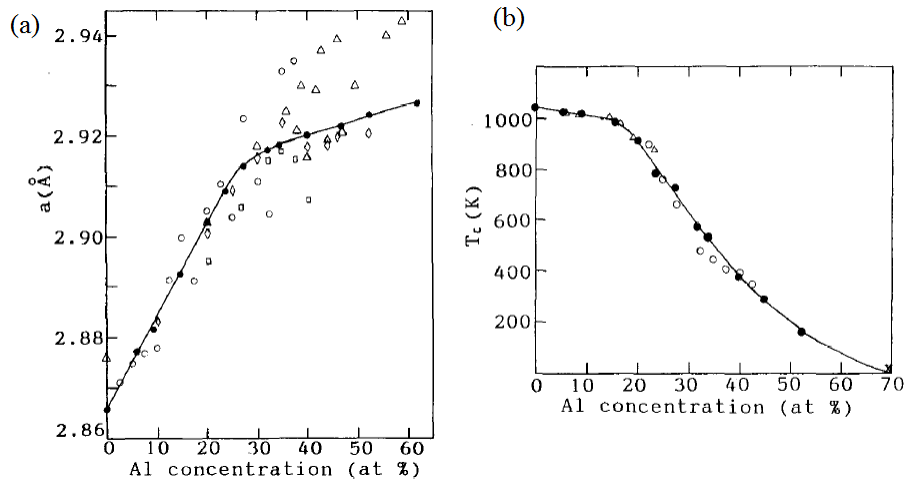 (a)
2.94
2.92
2.90
2.88
2.86
a(Å)
0 10 20 30 40 50 60
Al concentration (at %)
(b)
1000
800
600
400
200
Tc(K)
0 10 20 30 40 50 60 70
Al concentration (at %)